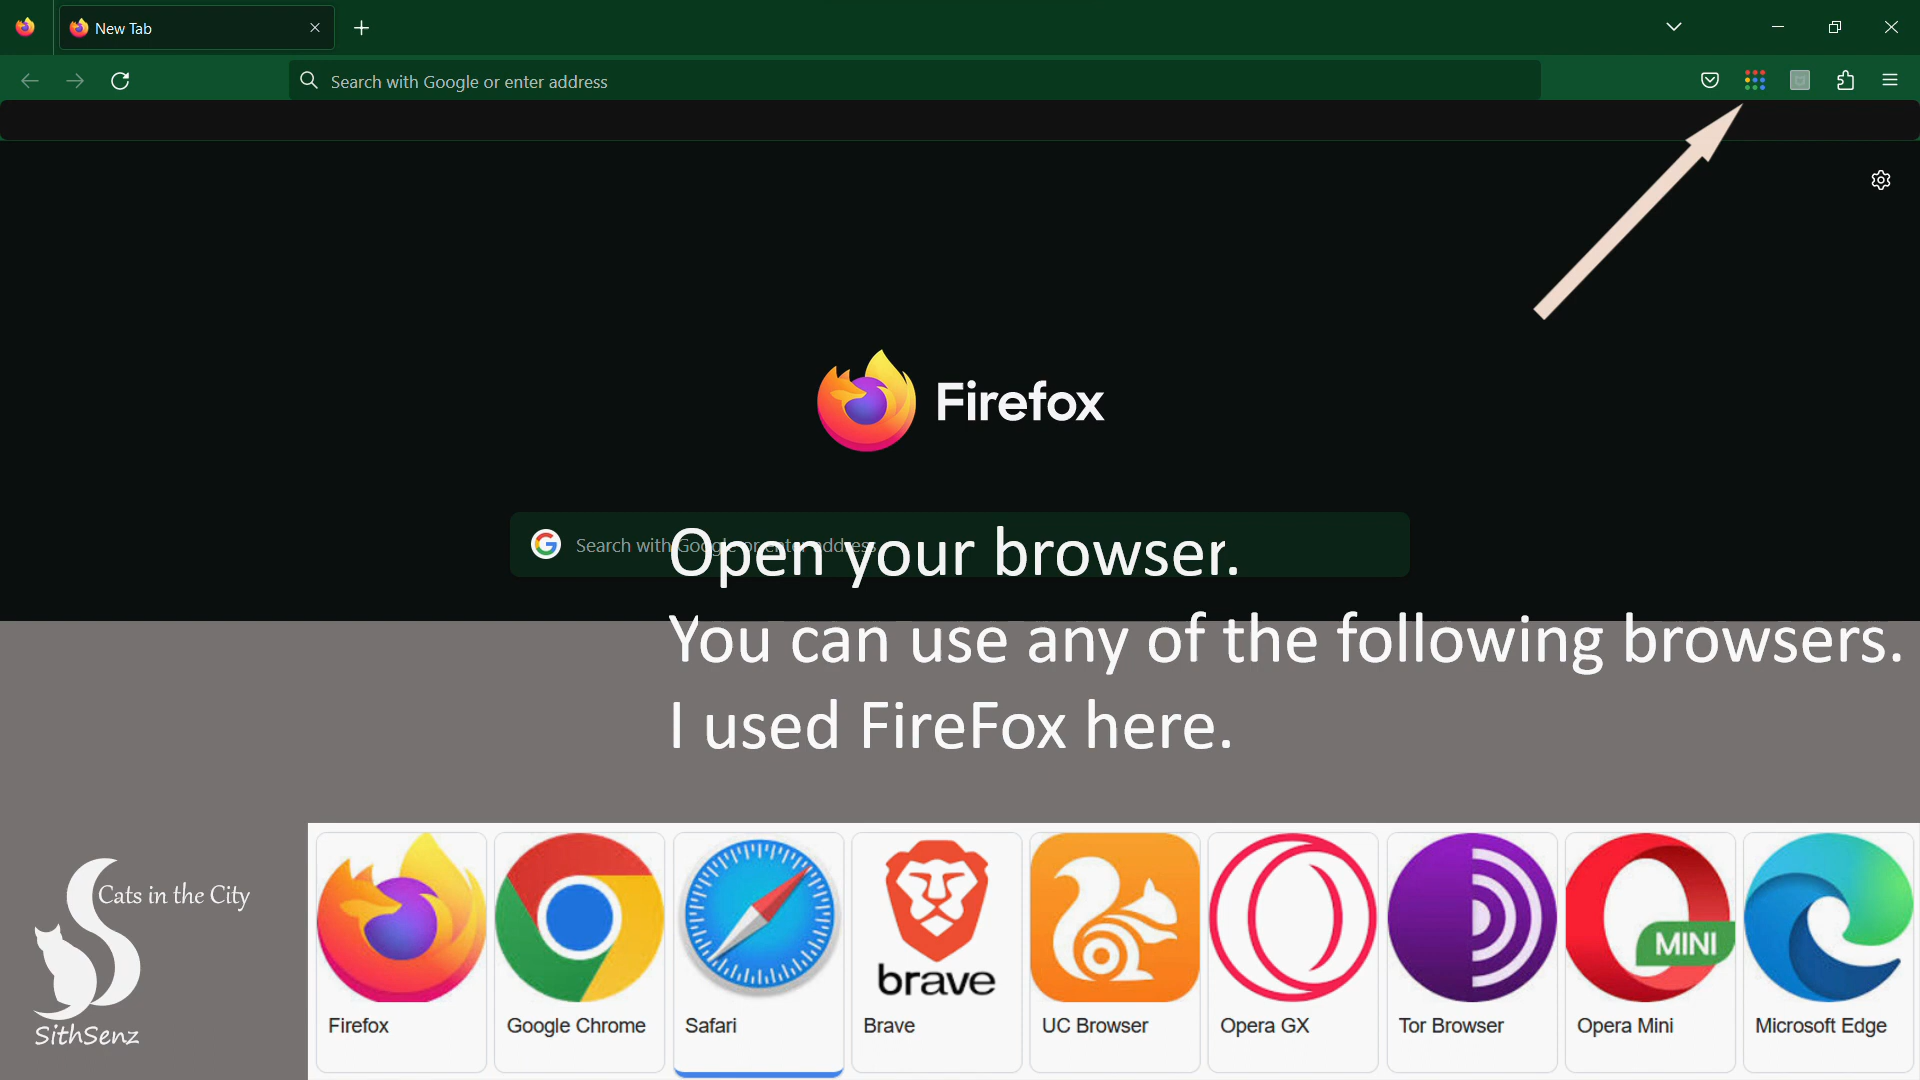 New Tab
Search with Google or enter address
Firefox
Search with Google or enter address
Open your browser.
You can use any of the following browsers.
I used FireFox here.
Cats in the City
SithSenz
brave
MINI
Firefox
Google Chrome
Safari
Brave
UC Browser
Opera GX
Tor Browser
Opera Mini
Microsoft Edge